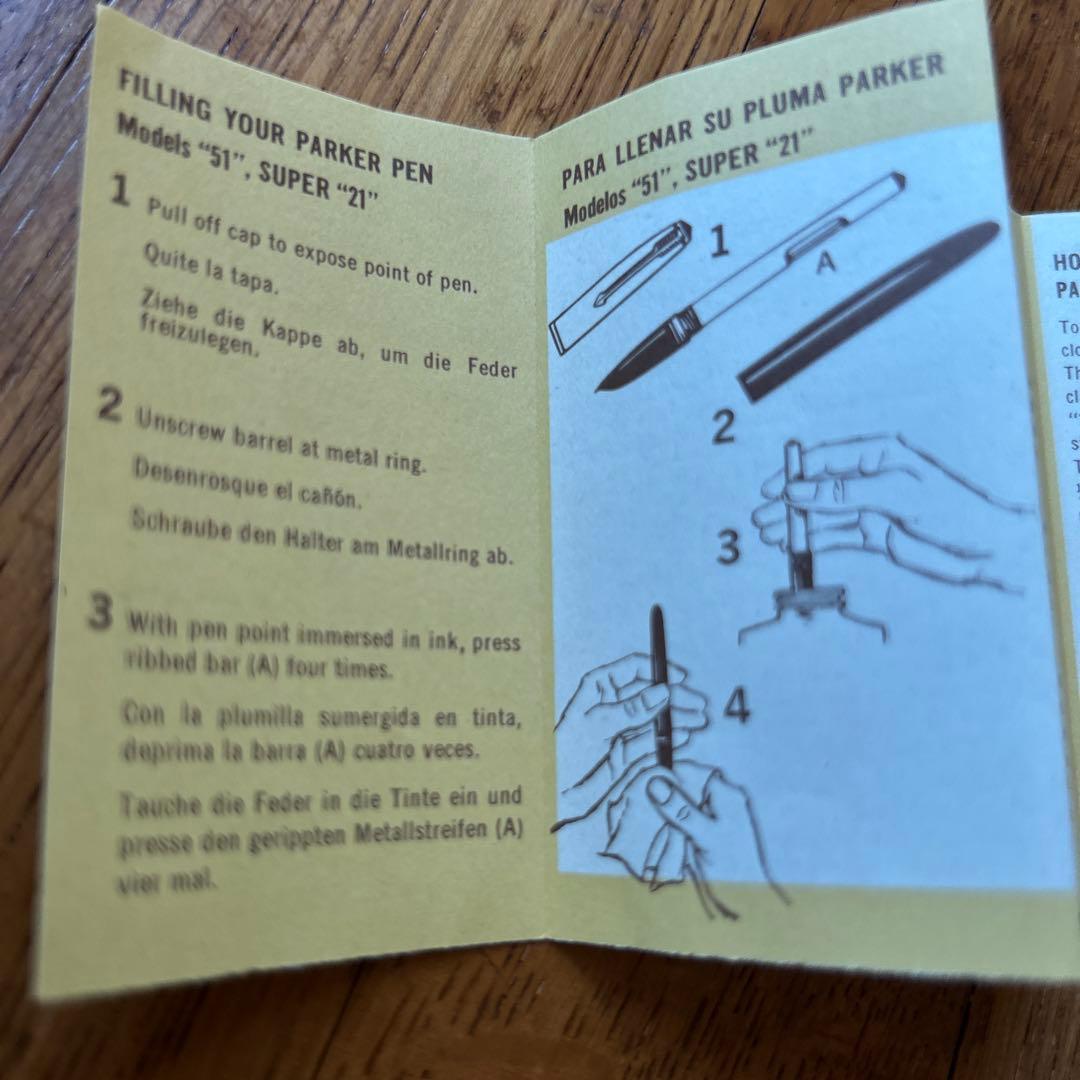 FILLING YOUR PARKER PEN
Models “51”, SUPER “21”
1 Pull off cap to expose point of pen.
Quite la tapa.
Ziehe die Kappe ab, um die Feder
freizulegen.
2 Unscrew barrel at metal ring.
Desenrosque el cañón.
Schraube den Halter am Metallring ab.
3 With pen point immersed in ink, press
ribbed bar (A) four times.
Con la plumilla sumergida en tinta,
deprima la barra (A) cuatro veces.
Tauche die Feder in die Tinte ein und
presse den gerippten Metallstreifen (A)
vier mal.
PARA LLENAR SU PLUMA PARKER
Modelos “51”, SUPER “21”
1
A
2
3
4
To